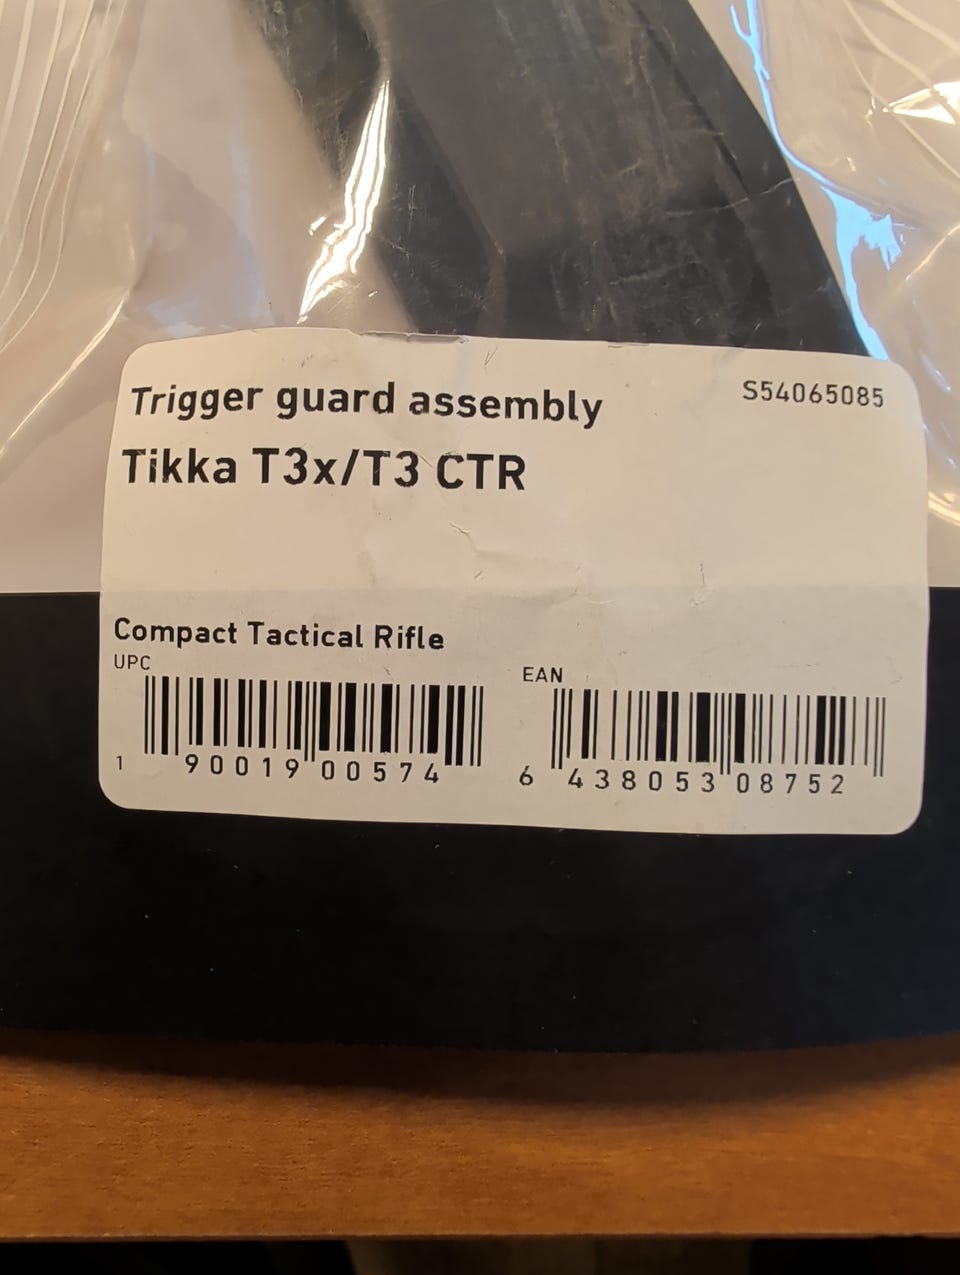 Trigger guard assembly
S54065085
Tikka T3x/T3 CTR
Compact Tactical Rifle
UPC
EAN
1 90019 00574
6 438053 08752